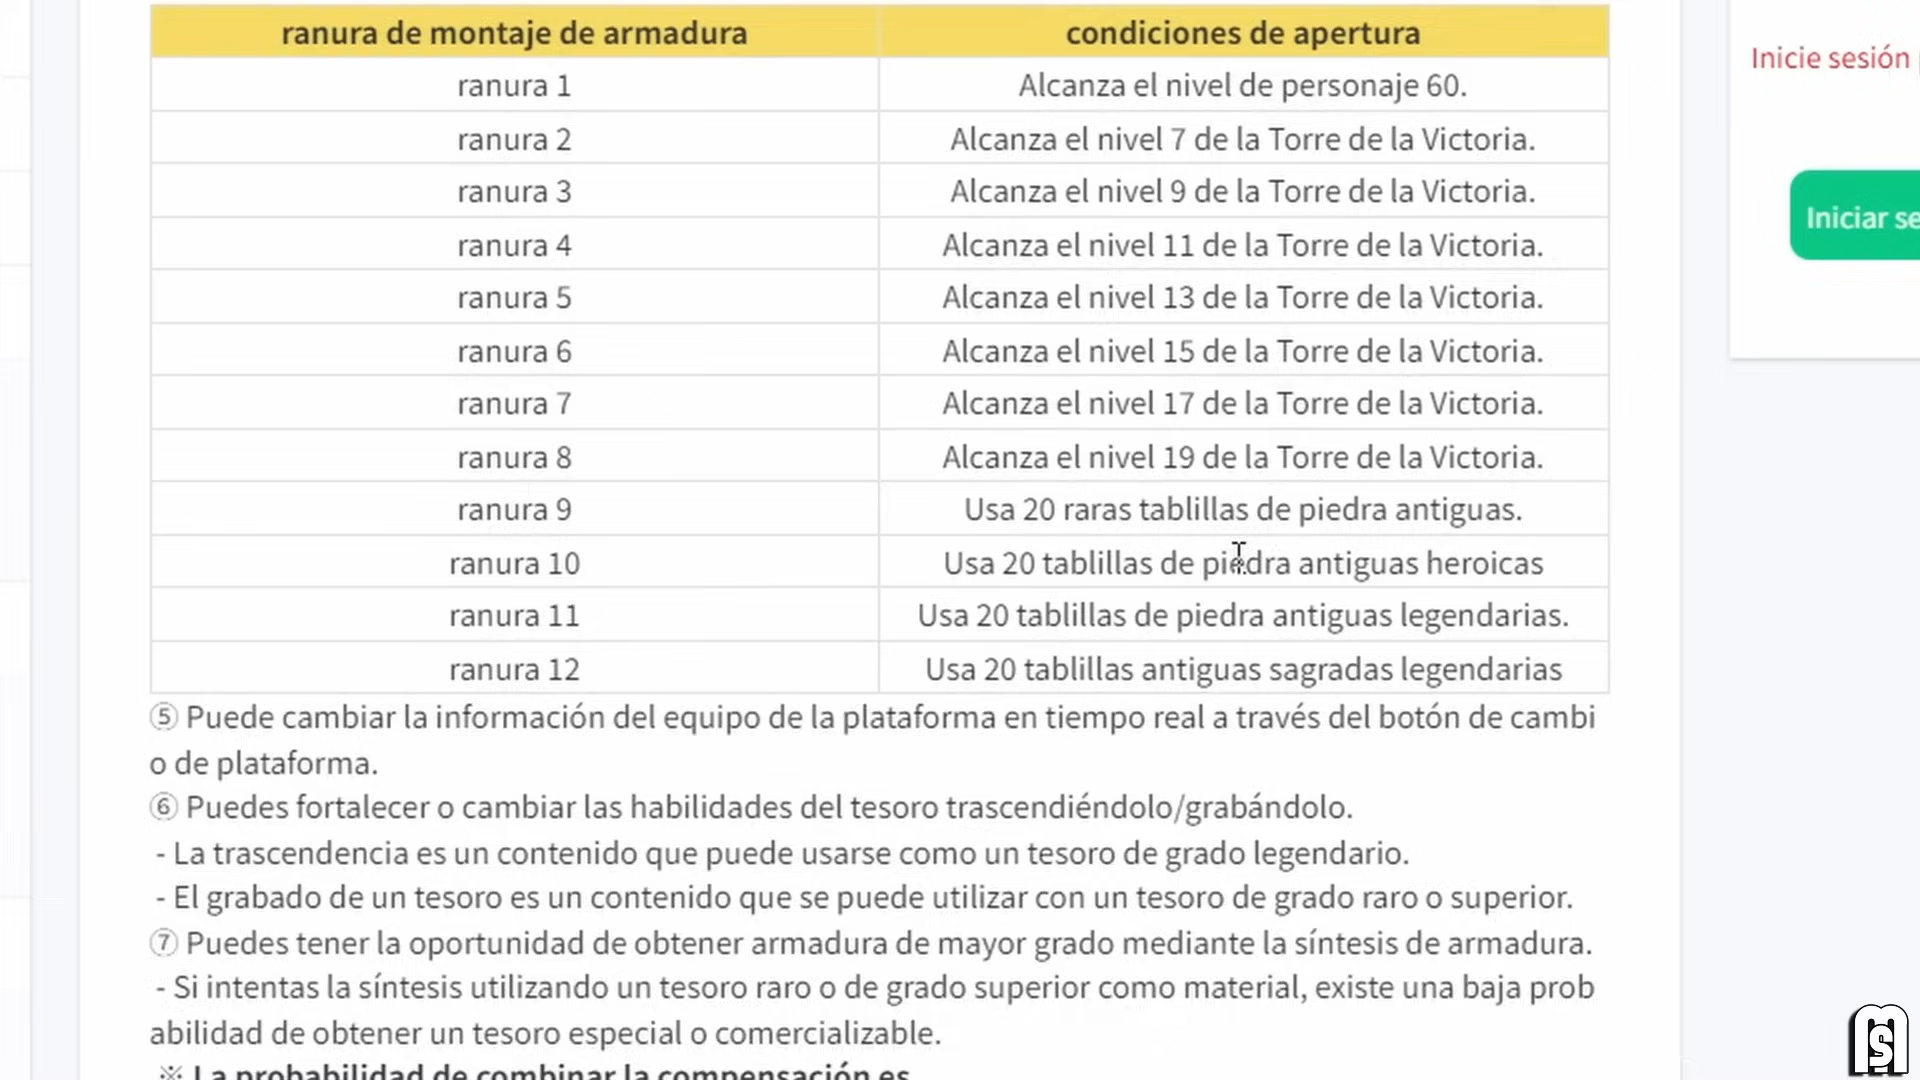 ranura de montaje de armadura condiciones de apertura
ranura 1 Alcanza el nivel de personaje 60.
ranura 2 Alcanza el nivel 7 de la Torre de la Victoria.
ranura 3 Alcanza el nivel 9 de la Torre de la Victoria.
ranura 4 Alcanza el nivel 11 de la Torre de la Victoria.
ranura 5 Alcanza el nivel 13 de la Torre de la Victoria.
ranura 6 Alcanza el nivel 15 de la Torre de la Victoria.
ranura 7 Alcanza el nivel 17 de la Torre de la Victoria.
ranura 8 Alcanza el nivel 19 de la Torre de la Victoria.
ranura 9 Usa 20 raras tablillas de piedra antiguas.
ranura 10 Usa 20 tablillas de piedra antiguas heroicas
ranura 11 Usa 20 tablillas de piedra antiguas legendarias.
ranura 12 Usa 20 tablillas antiguas sagradas legendarias
⑤ Puede cambiar la información del equipo de la plataforma en tiempo real a través del botón de cambi
o de plataforma.
⑥ Puedes fortalecer o cambiar las habilidades del tesoro trascendiéndolo/grabándolo.
- La trascendencia es un contenido que puede usarse como un tesoro de grado legendario.
- El grabado de un tesoro es un contenido que se puede utilizar con un tesoro de grado raro o superior.
⑦ Puedes tener la oportunidad de obtener armadura de mayor grado mediante la síntesis de armadura.
- Si intentas la síntesis utilizando un tesoro raro o de grado superior como material, existe una baja prob
abilidad de obtener un tesoro especial o comercializable.
※ La probabilidad de combinar la compensación es
Inicie sesión
Iniciar se